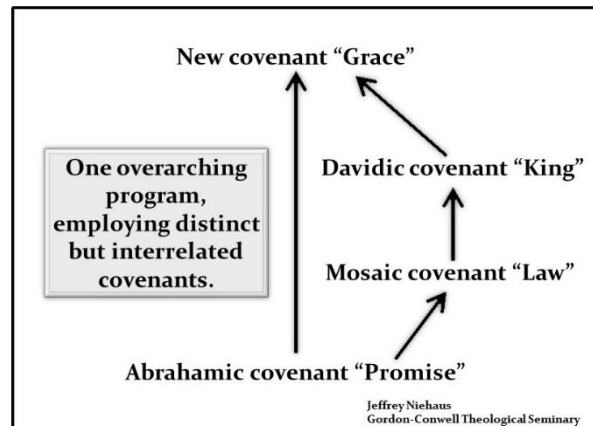 New covenant “Grace”
One overarching
program,
employing distinct
but interrelated
covenants.
Davidic covenant “King”
Mosaic covenant “Law”
Abrahamic covenant “Promise”
Jeffrey Niehaus
Gordon-Conwell Theological Seminary